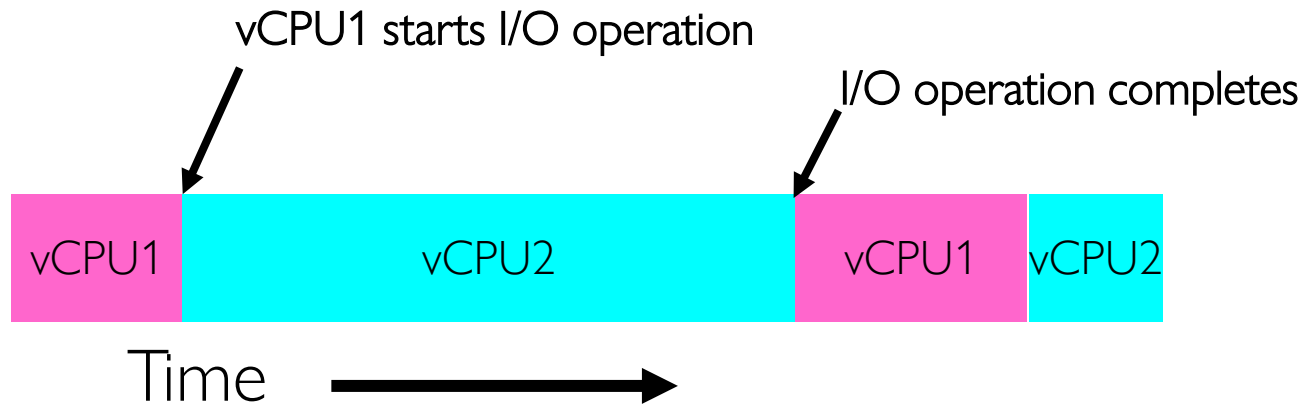 vCPU1 starts I/O operation
I/O operation completes
vCPU1
vCPU2
vCPU1
vCPU2
Time